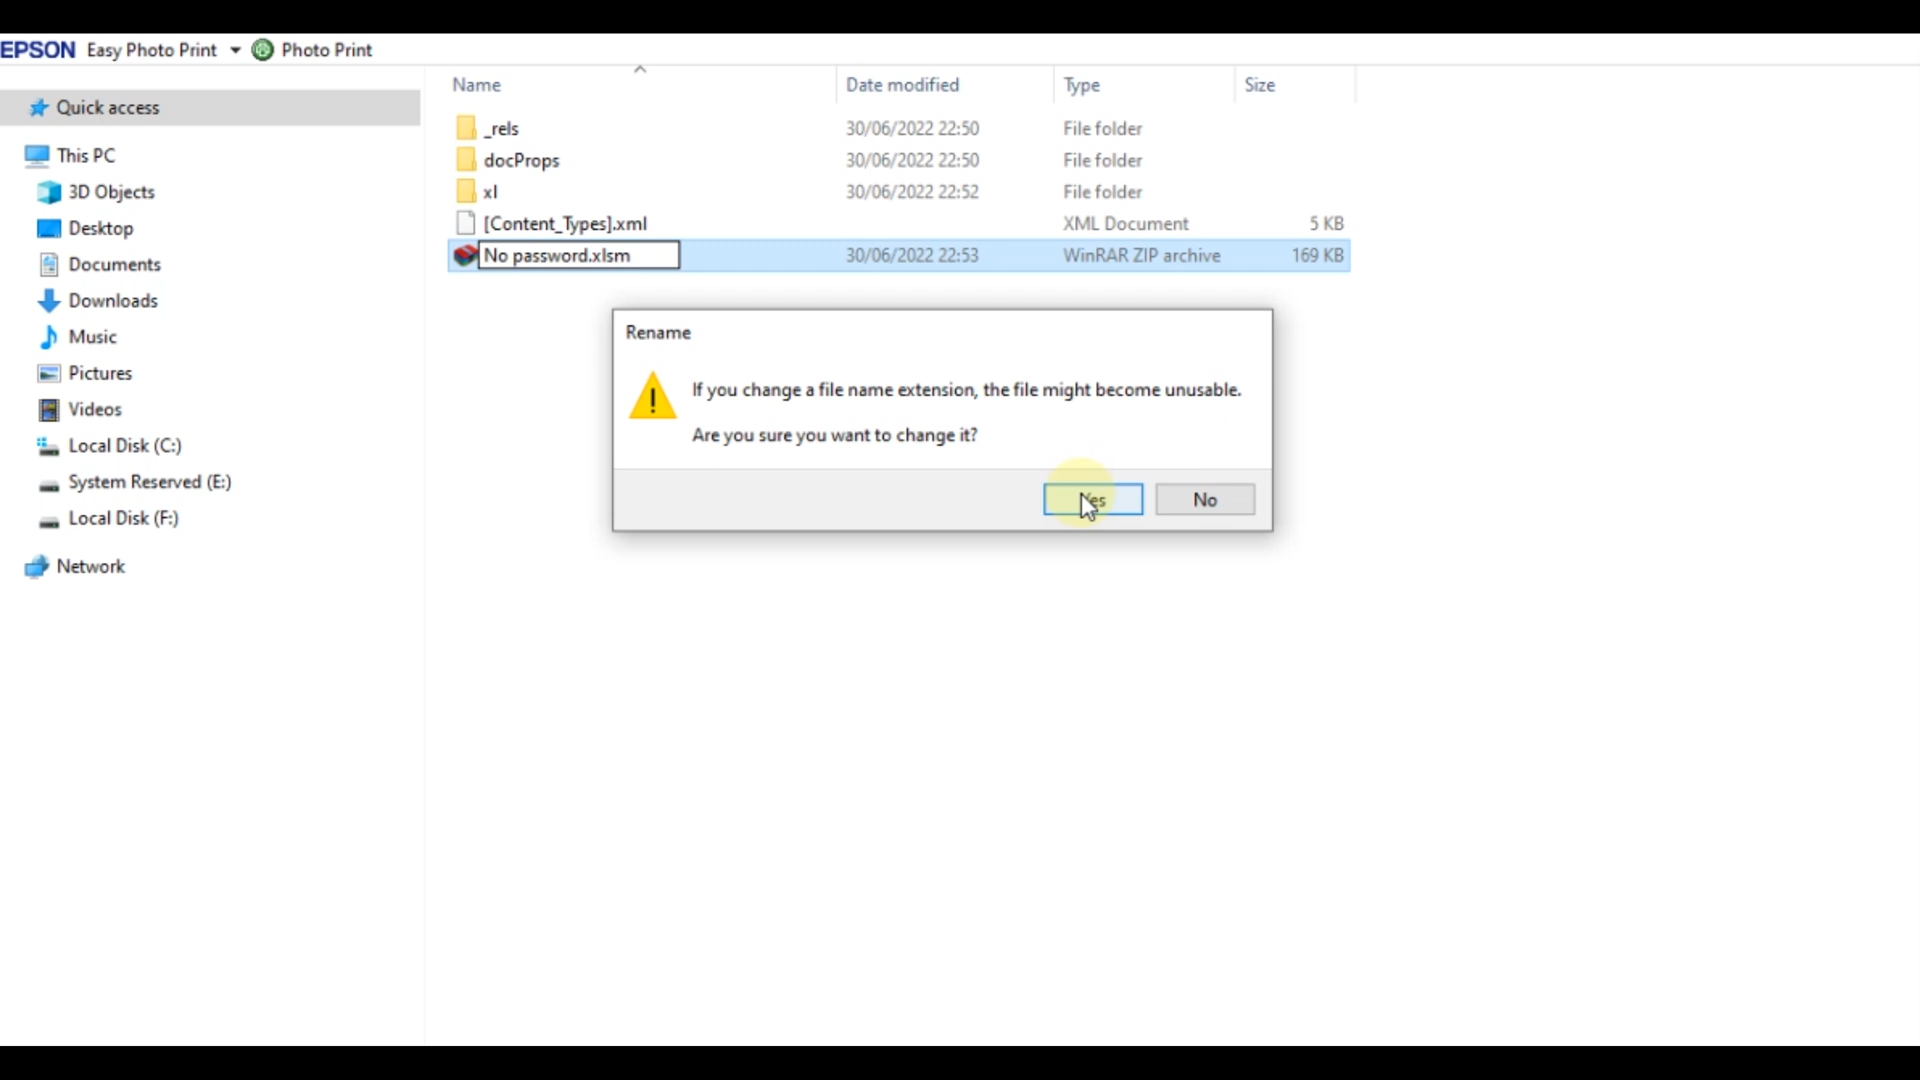 EPSON Easy Photo Print Photo Print
Name Date modified Type Size
Quick access
_rels 30/06/2022 22:50 File folder
This PC
docProps 30/06/2022 22:50 File folder
3D Objects
xl 30/06/2022 22:52 File folder
Desktop
[Content_Types].xml XML Document 5 KB
Documents
No password.xlsm 30/06/2022 22:53 WinRAR ZIP archive 169 KB
Downloads
Music
Pictures
Videos
Local Disk (C:)
System Reserved (E:)
Local Disk (F:)
Network
Rename
If you change a file name extension, the file might become unusable.
Are you sure you want to change it?
Yes No